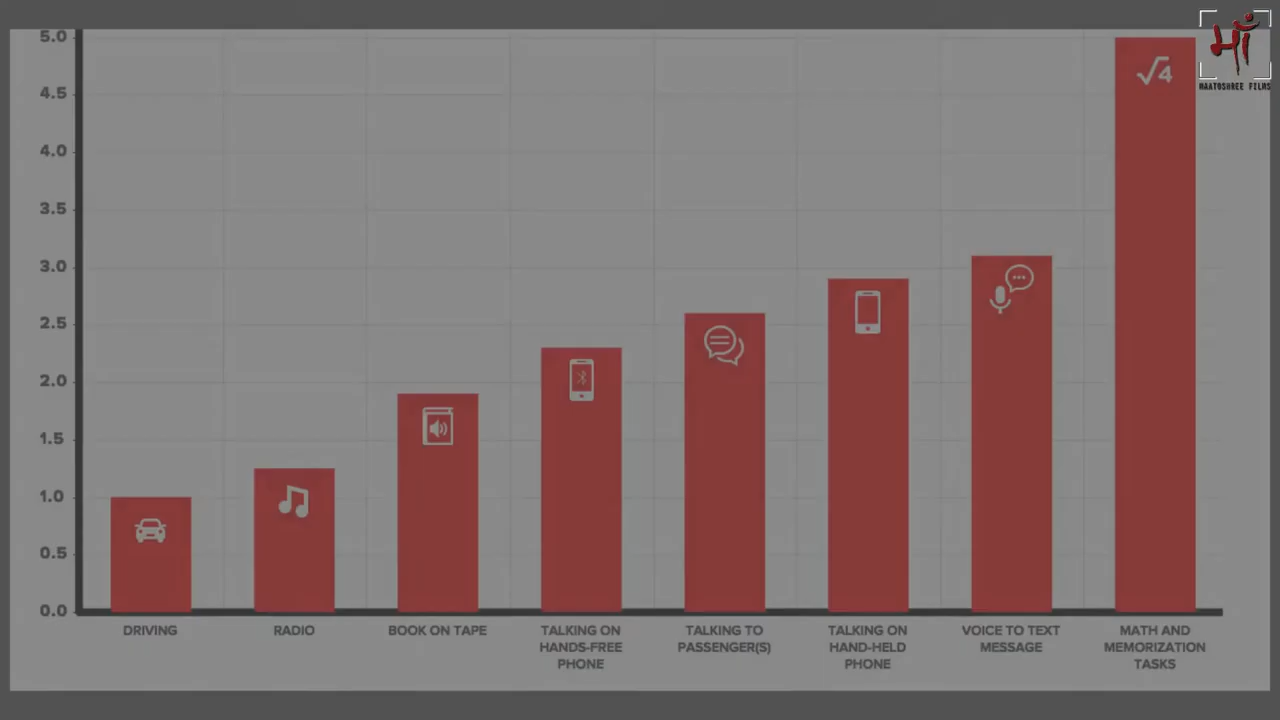 5.0
4.5
4.0
3.5
3.0
2.5
2.0
1.5
1.0
0.5
0.0
√4
DRIVING
RADIO
BOOK ON TAPE
TALKING ON
HANDS-FREE
PHONE
TALKING TO
PASSENGER(S)
TALKING ON
HAND-HELD
PHONE
VOICE TO TEXT
MESSAGE
MATH AND
MEMORIZATION
TASKS
MAATOSHREE FILMS